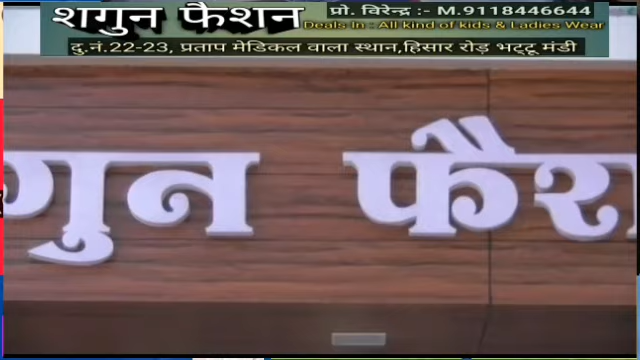 शगुन फैशन
प्रो. विरेन्द्र :- M.9118446644
Deals In : All kind of kids & Ladies Wear
दु.नं.22-23, प्रताप मेडिकल वाला स्थान,हिसार रोड़ भट्टू मंडी
गुन फैश